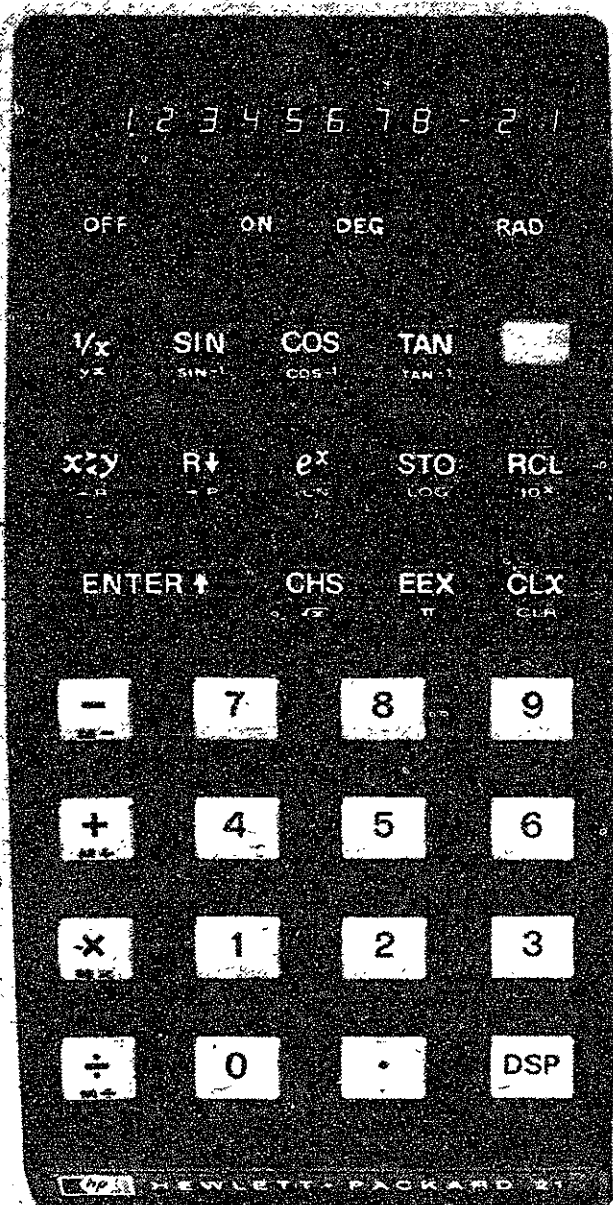 1.2345678-21
OFF ON DEG RAD
1/x SIN COS TAN
yˣ SIN⁻¹ COS⁻¹ TAN⁻¹
x≷y R↓ eˣ STO RCL
→R →P LN LOG 10ˣ
ENTER↑ CHS EEX CLX
√x π CLR
- 7 8 9
M-
+ 4 5 6
M+
× 1 2 3
M×
÷ 0 · DSP
M÷
hp HEWLETT·PACKARD 21